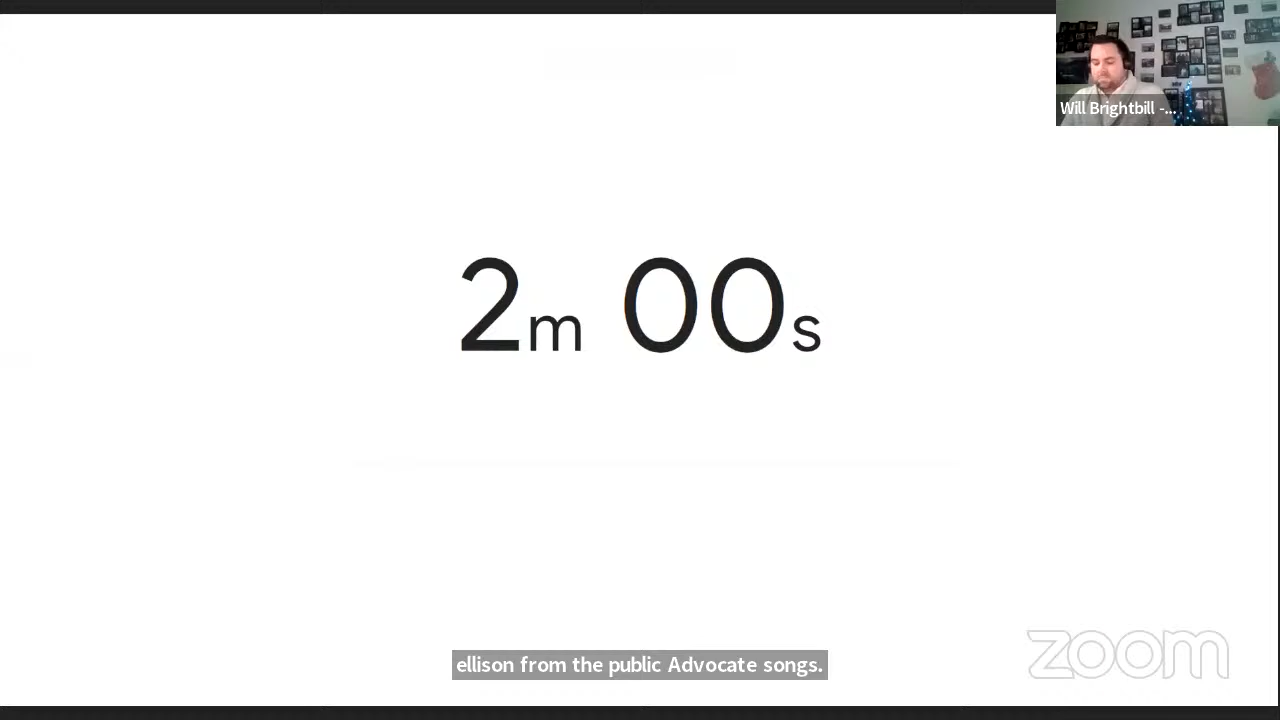 Will Brightbill -...
2m 00s
ellison from the public Advocate songs.
zoom